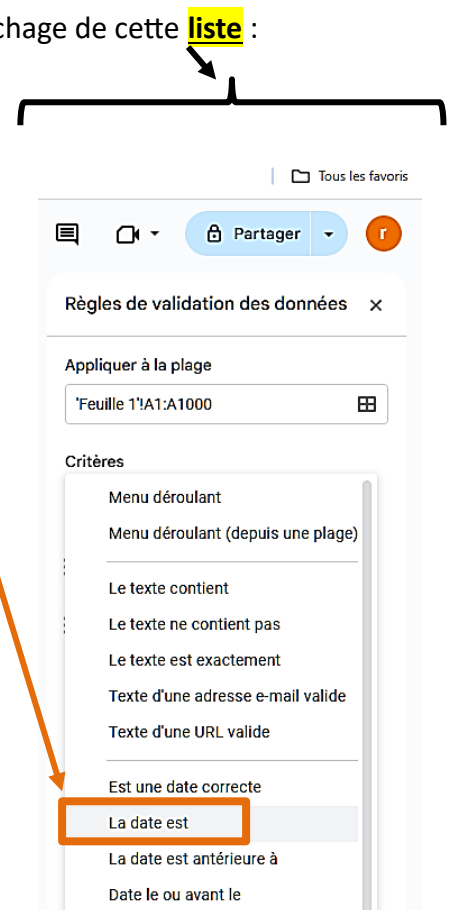 chage de cette liste :
Tous les favoris
Partager
r
Règles de validation des données
Appliquer à la plage
'Feuille 1'!A1:A1000
Critères
Menu déroulant
Menu déroulant (depuis une plage)
Le texte contient
Le texte ne contient pas
Le texte est exactement
Texte d'une adresse e-mail valide
Texte d'une URL valide
Est une date correcte
La date est
La date est antérieure à
Date le ou avant le